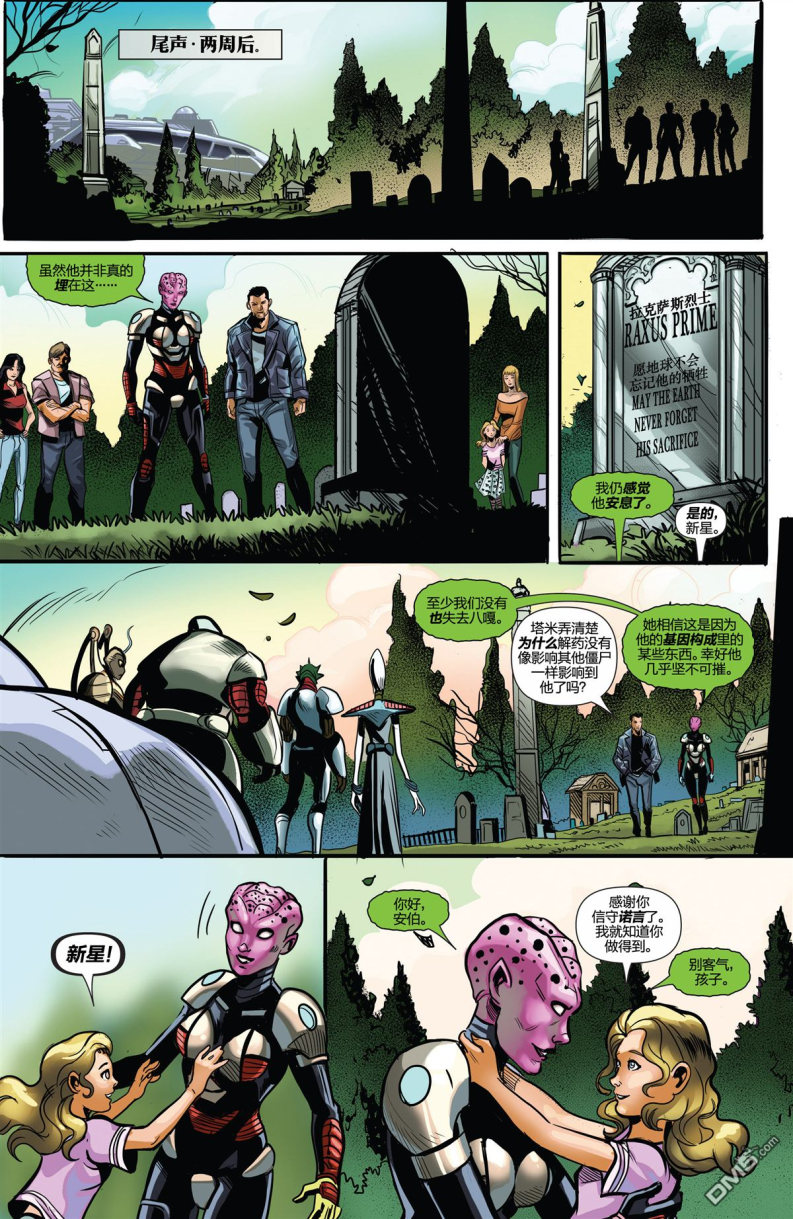 尾声·两周后。
虽然他并非真的
埋在这……
拉克萨斯烈士
RAXUS PRIME
愿地球不会
忘记他的牺牲
MAY THE EARTH
NEVER FORGET
HIS SACRIFICE
我仍感觉
他安息了。
是的，
新星。
至少我们没有
也失去八嘎。
塔米弄清楚
为什么解药没有
像影响其他僵尸
一样影响到
他了吗？
她相信这是因为
他的基因构成里的
某些东西。幸好他
几乎坚不可摧。
新星！
你好，
安伯。
感谢你
信守诺言了。
我就知道你
做得到。
别客气，
孩子。
DMB.com